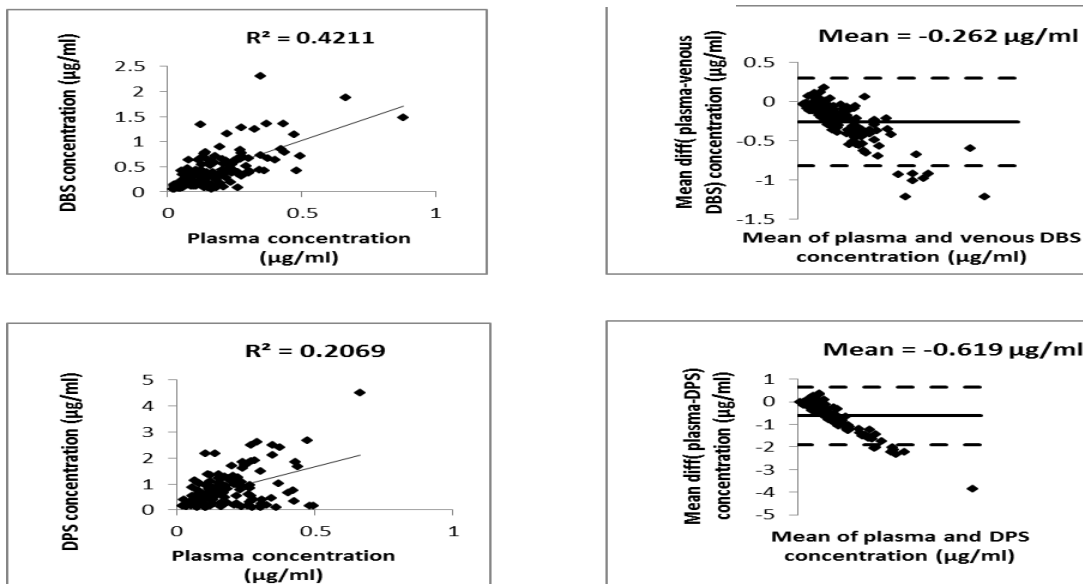 R² = 0.4211
DBS concentration (µg/ml)
2.5
2
1.5
1
0.5
0
0
0.5
1
Plasma concentration
(µg/ml)
Mean = -0.262 µg/ml
Mean diff( plasma-venous
DBS) concentration (µg/ml)
0.5
0
-0.5
-1
-1.5
Mean of plasma and venous DBS
concentration (µg/ml)
R² = 0.2069
DPS concentration (µg/ml)
5
4
3
2
1
0
0
0.5
1
Plasma concentration
(µg/ml)
Mean = -0.619 µg/ml
Mean diff( plasma-DPS)
concentration (µg/ml)
1
0
-1
-2
-3
-4
-5
Mean of plasma and DPS
concentration (µg/ml)